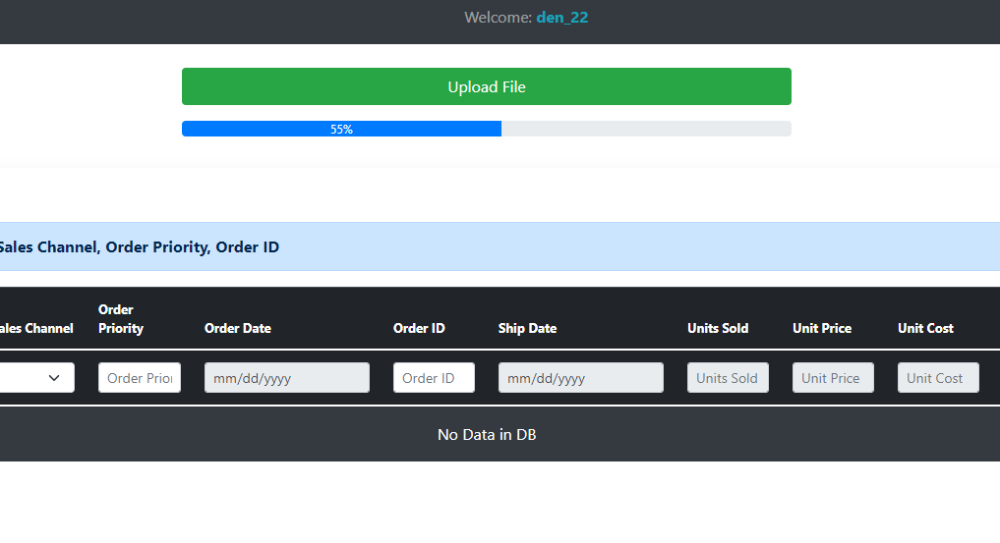 Welcome: den_22
Upload File
55%
Sales Channel, Order Priority, Order ID
ales Channel
Order
Priority
Order Date
Order ID
Ship Date
Units Sold
Unit Price
Unit Cost
Order Prior
mm/dd/yyyy
Order ID
mm/dd/yyyy
Units Sold
Unit Price
Unit Cost
No Data in DB